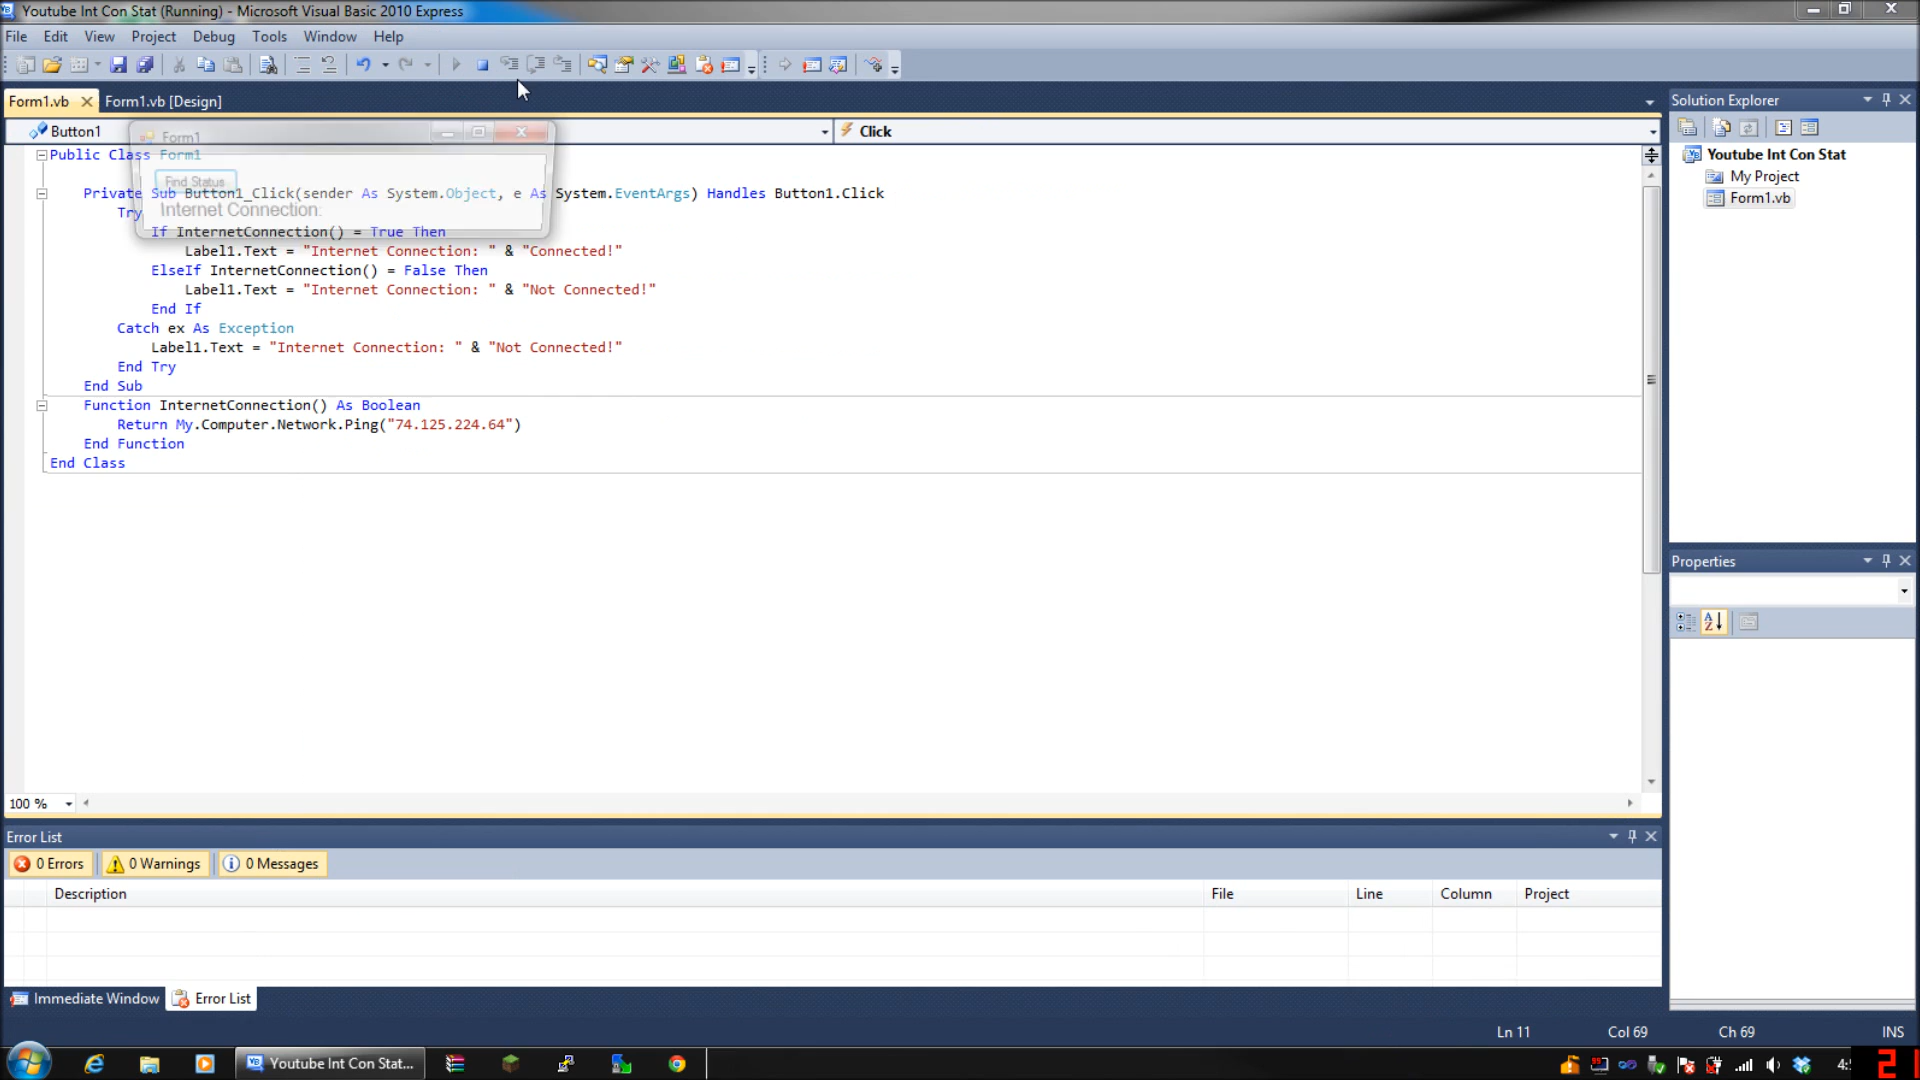 Youtube Int Con Stat (Running) - Microsoft Visual Basic 2010 Express
File Edit View Project Debug Tools Window Help
Form1.vb Form1.vb [Design]
Solution Explorer
Button1
Click
Form1
Youtube Int Con Stat
My Project
Form1.vb
Public Class Form1
Find Status
Private Sub Button1_Click(sender As System.Object, e As System.EventArgs) Handles Button1.Click
Try
Internet Connection:
If InternetConnection() = True Then
Label1.Text = "Internet Connection: " & "Connected!"
ElseIf InternetConnection() = False Then
Label1.Text = "Internet Connection: " & "Not Connected!"
End If
Catch ex As Exception
Label1.Text = "Internet Connection: " & "Not Connected!"
End Try
End Sub
Function InternetConnection() As Boolean
Return My.Computer.Network.Ping("74.125.224.64")
End Function
End Class
Properties
100 %
Error List
0 Errors 0 Warnings 0 Messages
Description File Line Column Project
Immediate Window Error List
Ln 11 Col 69 Ch 69 INS
Youtube Int Con Stat...